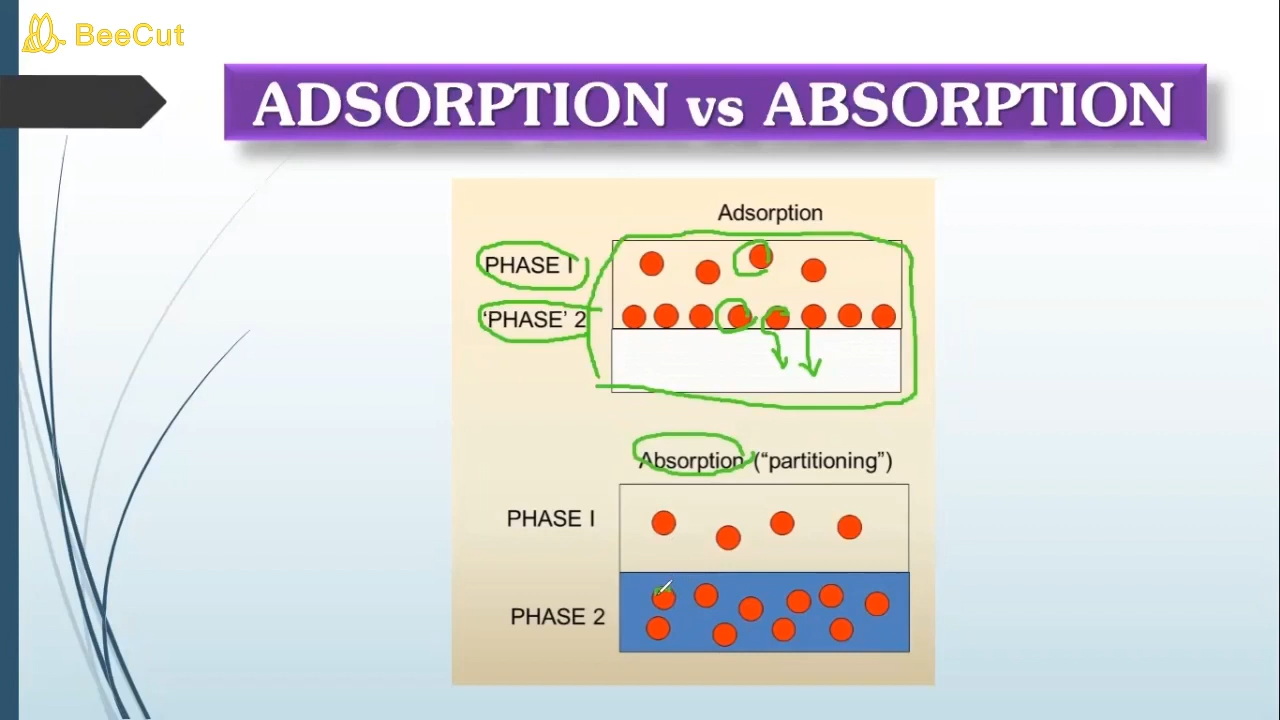 BeeCut
ADSORPTION vs ABSORPTION
Adsorption
PHASE I
‘PHASE’ 2
Absorption (“partitioning”)
PHASE I
PHASE 2